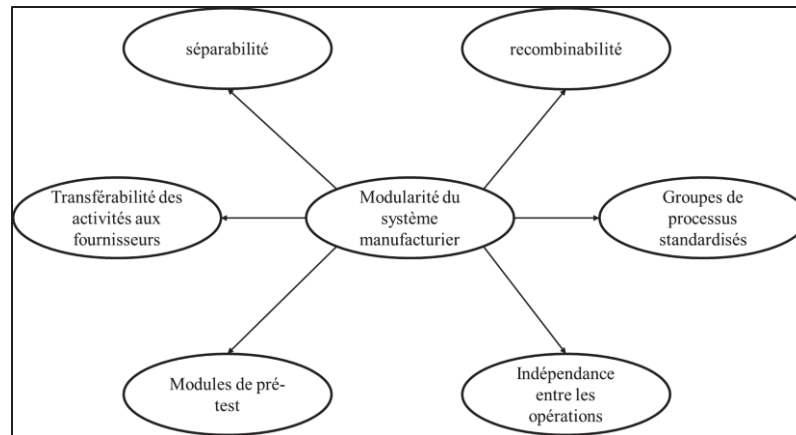 séparabilité
recombinabilité
Transférabilité des
activités aux
fournisseurs
Modularité du
système
manufacturier
Groupes de
processus
standardisés
Modules de pré-
test
Indépendance
entre les
opérations